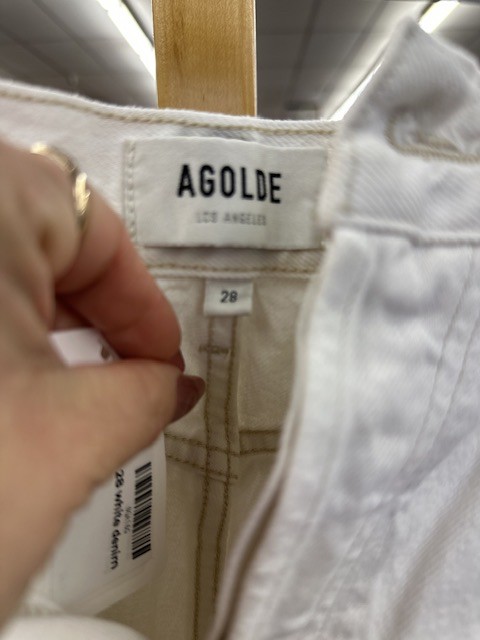 AGOLDE
LOS ANGELES
28
28 white denim